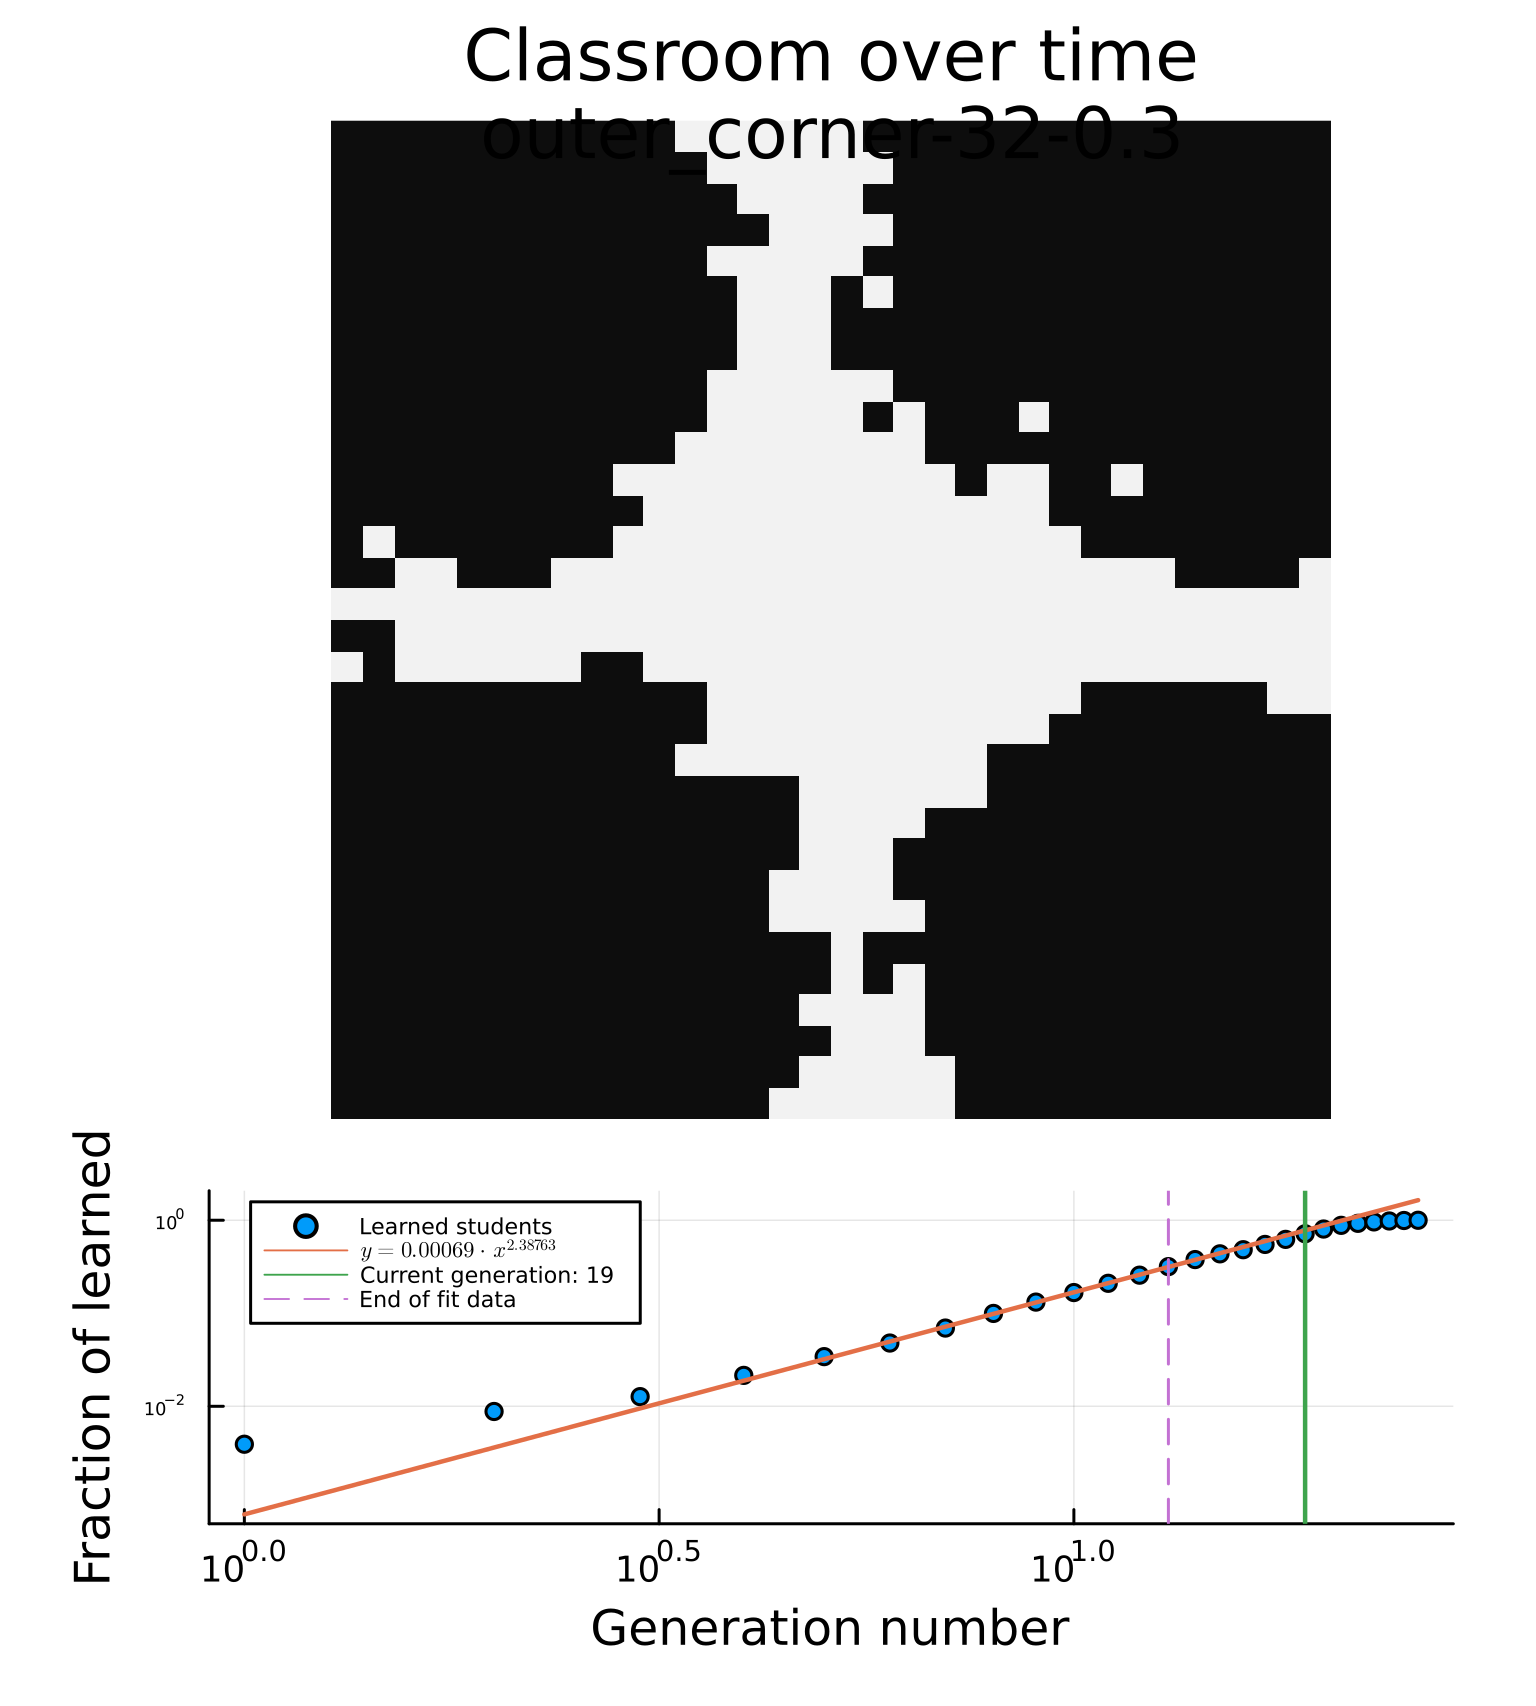 Classroom over time
outer_corner-32-0.3
Fraction of learned
10^0
10^−2
Learned students
y = 0.00069 · x^2.38763
Current generation: 19
End of fit data
10^0.0
10^0.5
10^1.0
Generation number